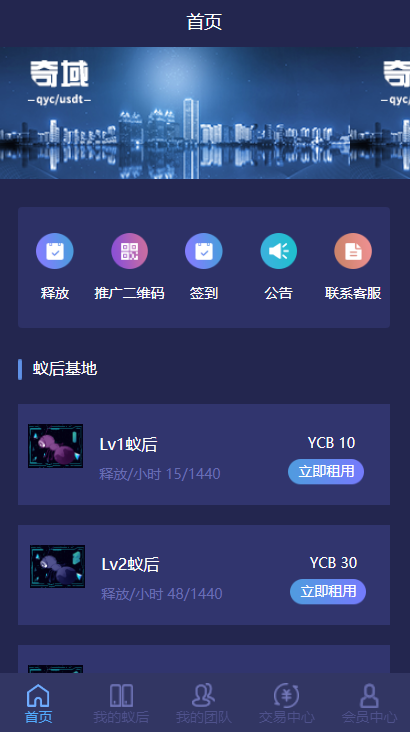 首页
奇域
—qyc/usdt—
释放
推广二维码
签到
公告
联系客服
蚁后基地
Lv1蚁后
YCB 10
释放/小时 15/1440
立即租用
Lv2蚁后
YCB 30
释放/小时 48/1440
立即租用
首页
我的蚁后
我的团队
交易中心
会员中心